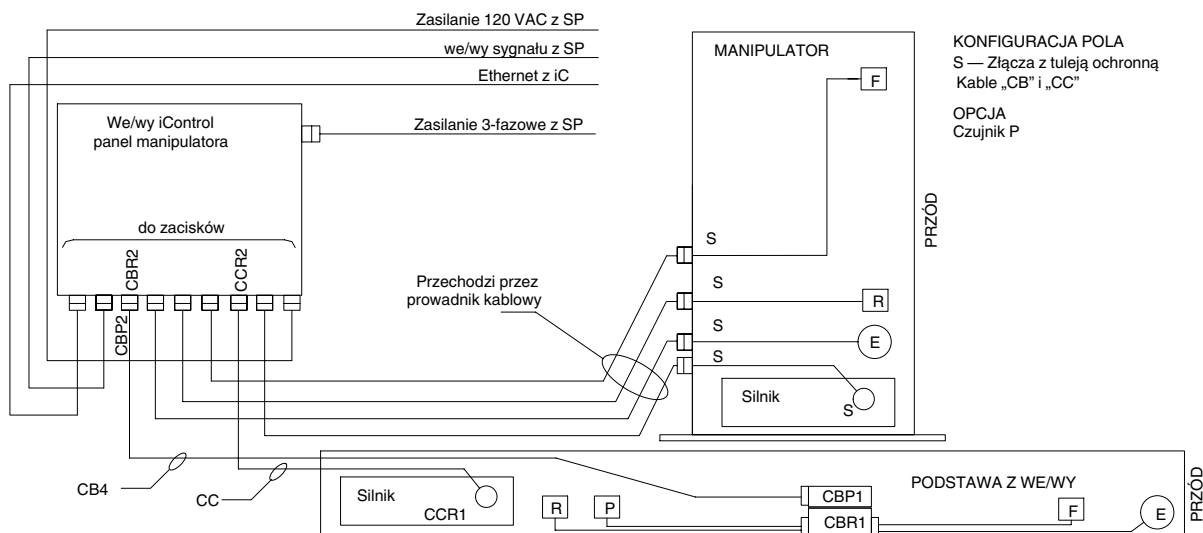 Zasilanie 120 VAC z SP
we/wy sygnału z SP
Ethernet z iC
We/wy iControl
panel manipulatora
Zasilanie 3-fazowe z SP
do zacisków
CBR2
CCR2
CBP2
Przechodzi przez
prowadnik kablowy
MANIPULATOR
F
S
S
R
S
E
S
Silnik
S
PRZÓD
KONFIGURACJA POLA
S — Złącza z tuleją ochronną
Kable „CB” i „CC”
OPCJA
Czujnik P
CB4
CC
Silnik
CCR1
R
P
CBP1
CBR1
PODSTAWA Z WE/WY
F
E
PRZÓD